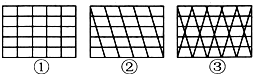 ① ② ③